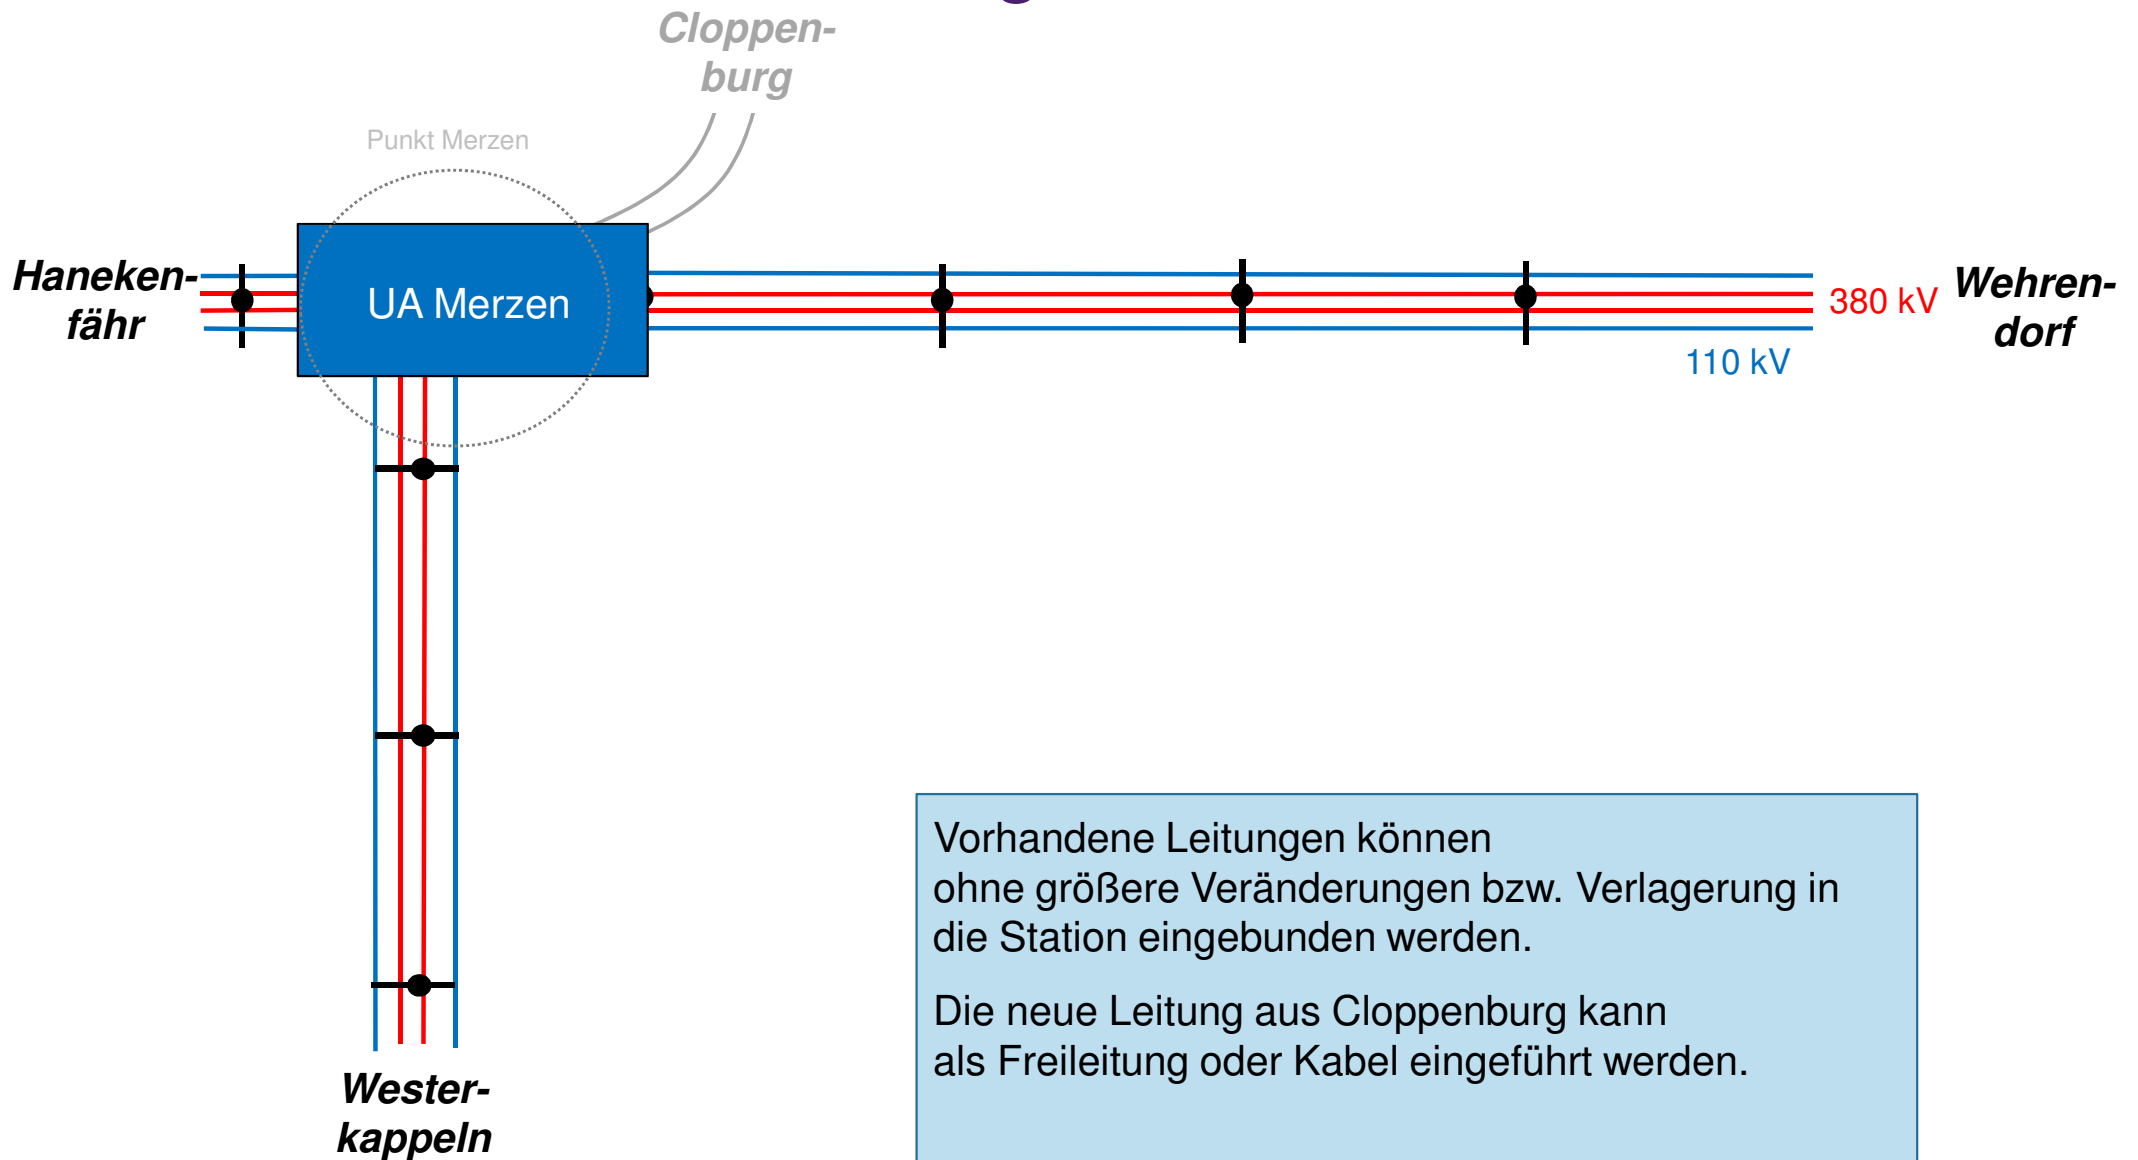 Cloppen-
burg
Punkt Merzen
Haneken-
fähr
UA Merzen
380 kV
Wehren-
dorf
110 kV
Vorhandene Leitungen können
ohne größere Veränderungen bzw. Verlagerung in
die Station eingebunden werden.
Die neue Leitung aus Cloppenburg kann
als Freileitung oder Kabel eingeführt werden.
Wester-
kappeln